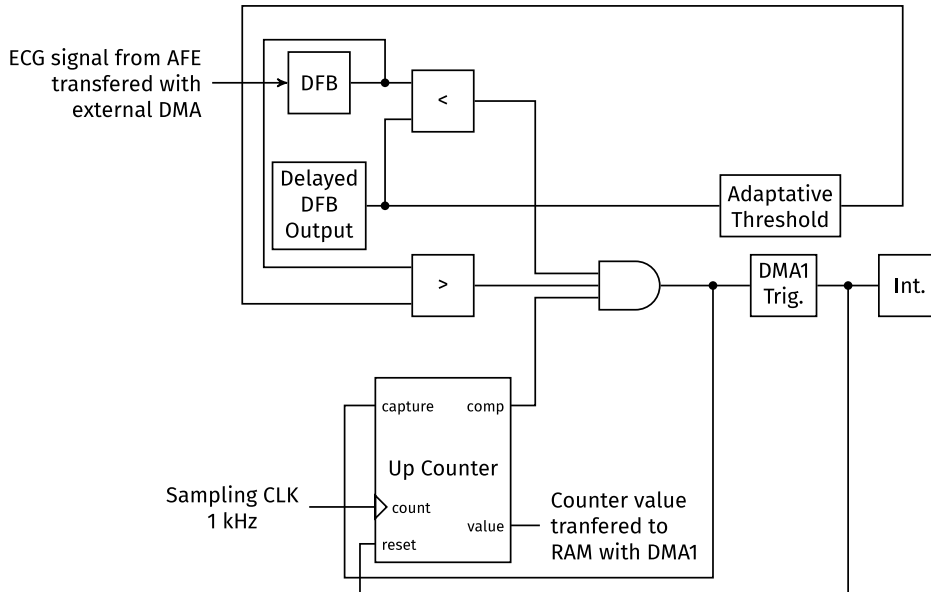 ECG signal from AFE
transfered with
external DMA
DFB
<
Delayed
DFB
Output
Adaptative
Threshold
>
DMA1
Trig.
Int.
capture
comp
Up Counter
Sampling CLK
1 kHz
count
value
reset
Counter value
tranfered to
RAM with DMA1